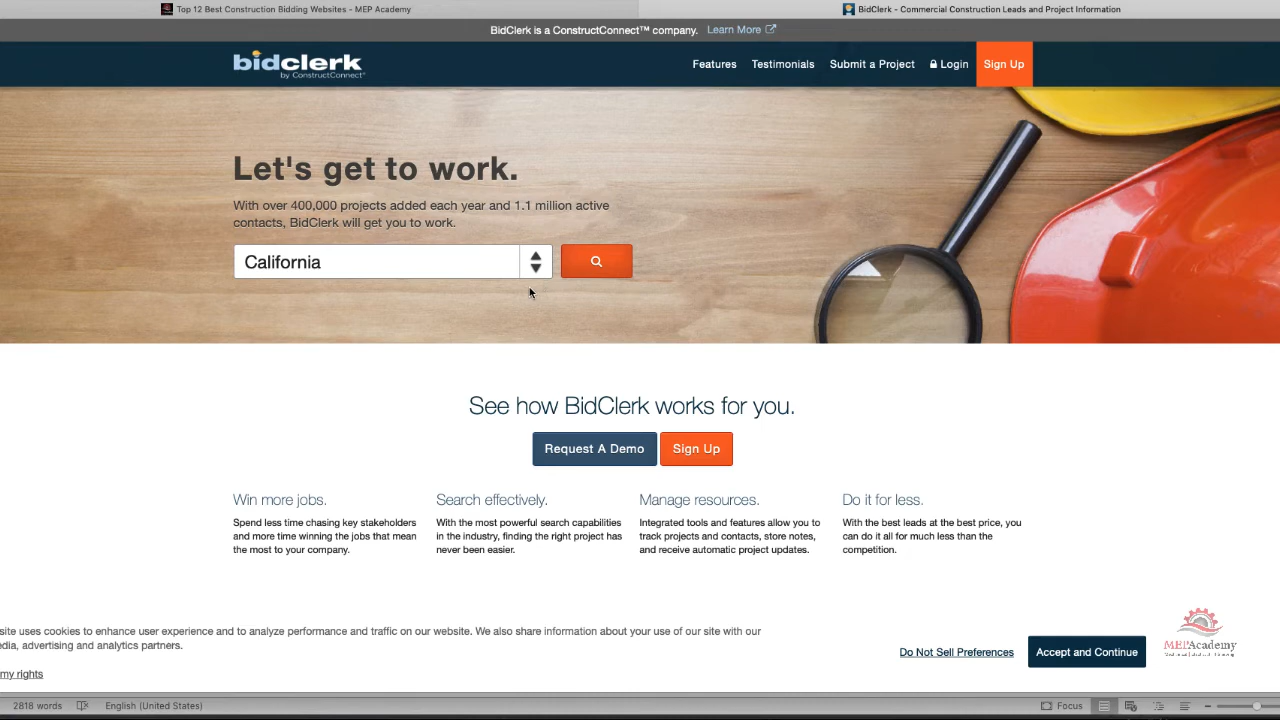 Top 12 Best Construction Bidding Websites - MEP Academy
BidClerk - Commercial Construction Leads and Project Information
BidClerk is a ConstructConnect™ company. Learn More
bidclerk
by ConstructConnect®
Features Testimonials Submit a Project Login Sign Up
Let's get to work.
With over 400,000 projects added each year and 1.1 million active
contacts, BidClerk will get you to work.
California
See how BidClerk works for you.
Request A Demo Sign Up
Win more jobs.
Spend less time chasing key stakeholders
and more time winning the jobs that mean
the most to your company.
Search effectively.
With the most powerful search capabilities
in the industry, finding the right project has
never been easier.
Manage resources.
Integrated tools and features allow you to
track projects and contacts, store notes,
and receive automatic project updates.
Do it for less.
With the best leads at the best price, you
can do it all for much less than the
competition.
site uses cookies to enhance user experience and to analyze performance and traffic on our website. We also share information about your use of our site with our
edia, advertising and analytics partners.
my rights
Do Not Sell Preferences
Accept and Continue
MEPAcademy
2818 words English (United States) Focus